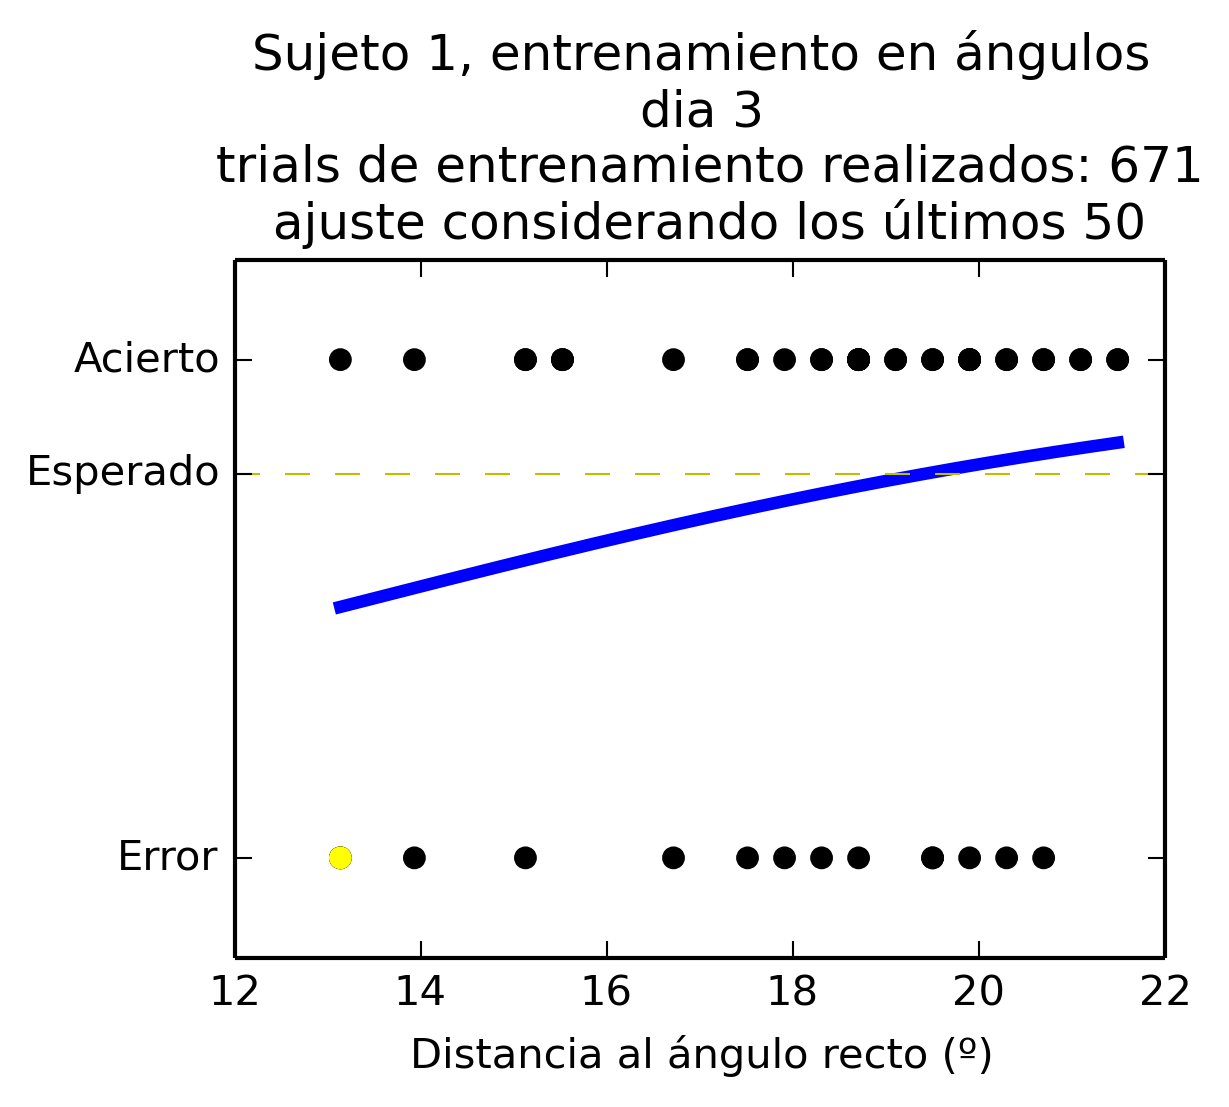 Sujeto 1, entrenamiento en ángulos
dia 3
trials de entrenamiento realizados: 671
ajuste considerando los últimos 50
Acierto
Esperado
Error
12 14 16 18 20 22
Distancia al ángulo recto (º)